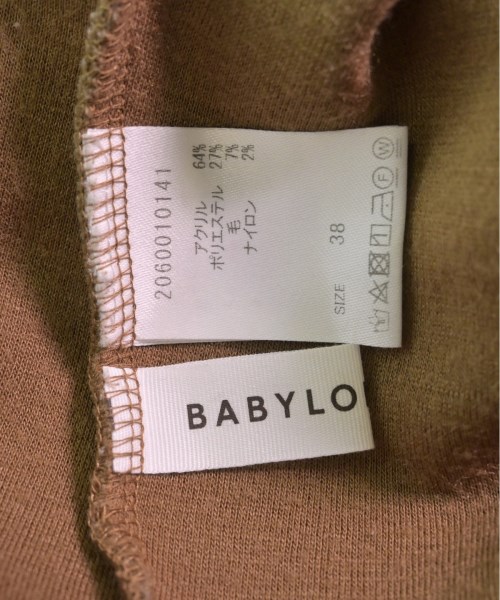 20600010141
アクリル 64%
ポリエステル 27%
毛 7%
ナイロン 2%
SIZE 38
F W
BABYLO